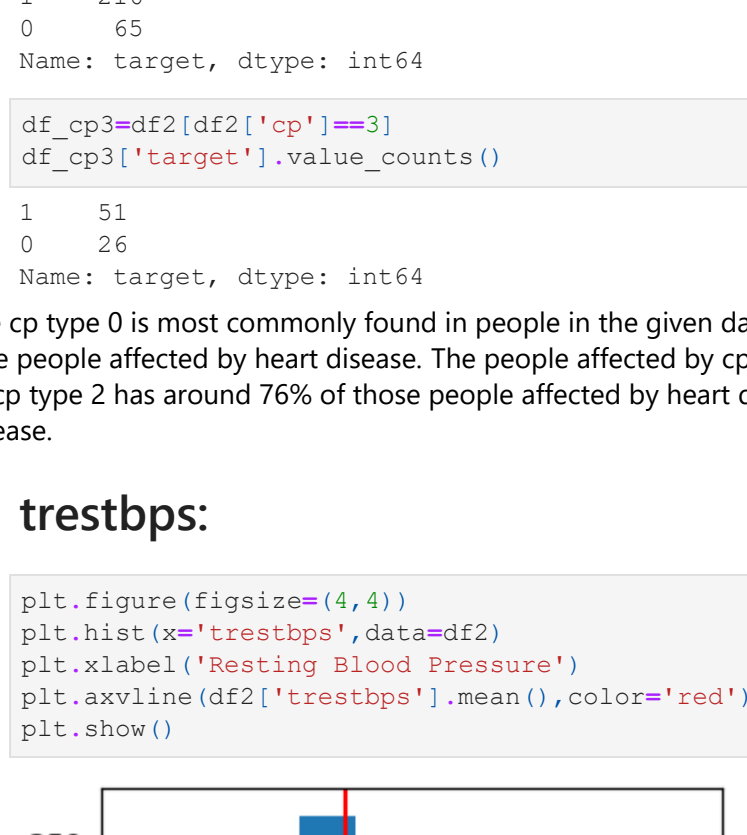 1
0 65
Name: target, dtype: int64
df_cp3=df2[df2['cp']==3]
df_cp3['target'].value_counts()
1 51
0 26
Name: target, dtype: int64
cp type 0 is most commonly found in people in the given da
e people affected by heart disease. The people affected by cp
cp type 2 has around 76% of those people affected by heart d
ease.
trestbps:
plt.figure(figsize=(4,4))
plt.hist(x='trestbps',data=df2)
plt.xlabel('Resting Blood Pressure')
plt.axvline(df2['trestbps'].mean(),color='red')
plt.show()